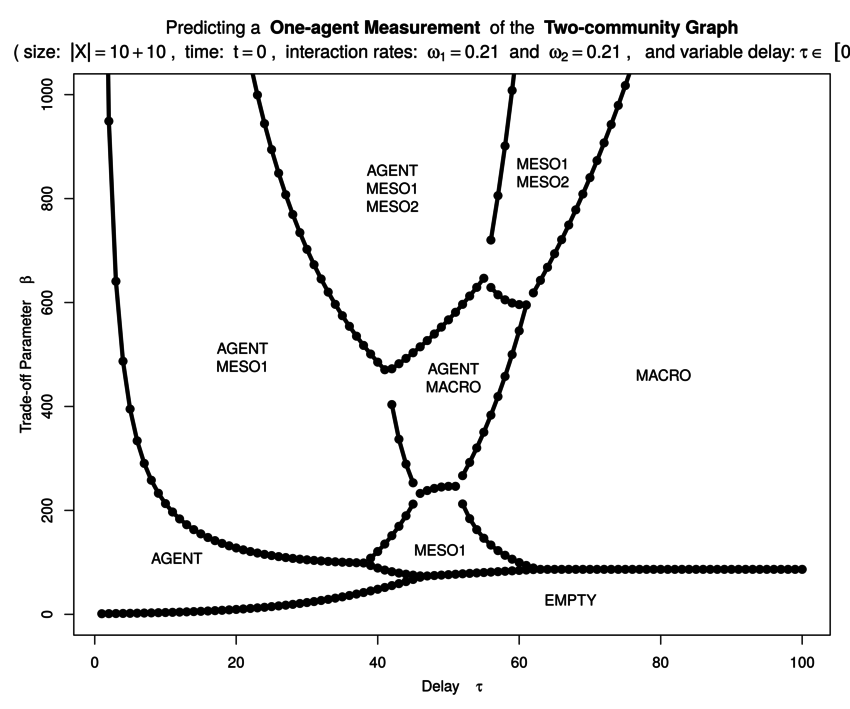 Predicting a One-agent Measurement of the Two-community Graph
( size: |X| = 10 + 10 , time: t = 0 , interaction rates: ω₁ = 0.21 and ω₂ = 0.21 , and variable delay: τ ∈ [0
1000
800
600
400
200
0
Trade-off Parameter β
AGENT
MESO1
MESO2
MESO1
MESO2
AGENT
MESO1
AGENT
MACRO
MACRO
AGENT
MESO1
EMPTY
0 20 40 60 80 100
Delay τ